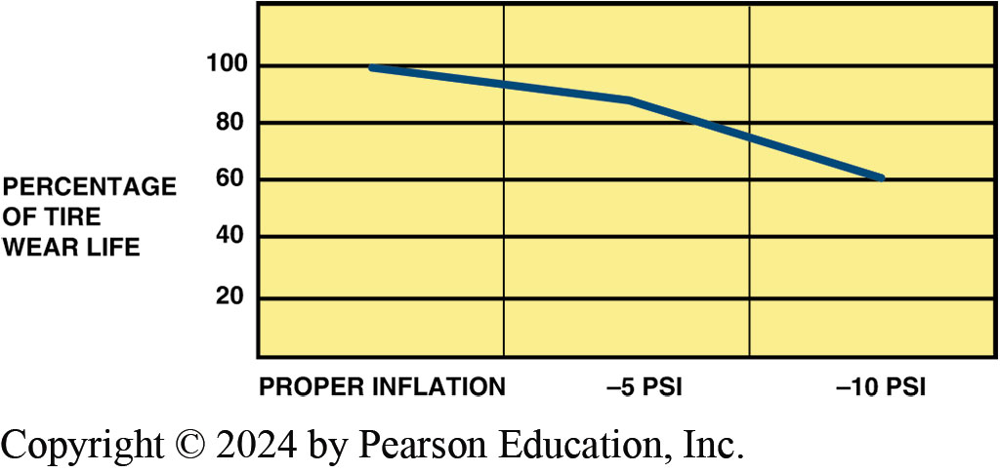 100
80
60
40
20
PERCENTAGE
OF TIRE
WEAR LIFE
PROPER INFLATION –5 PSI –10 PSI
Copyright © 2024 by Pearson Education, Inc.